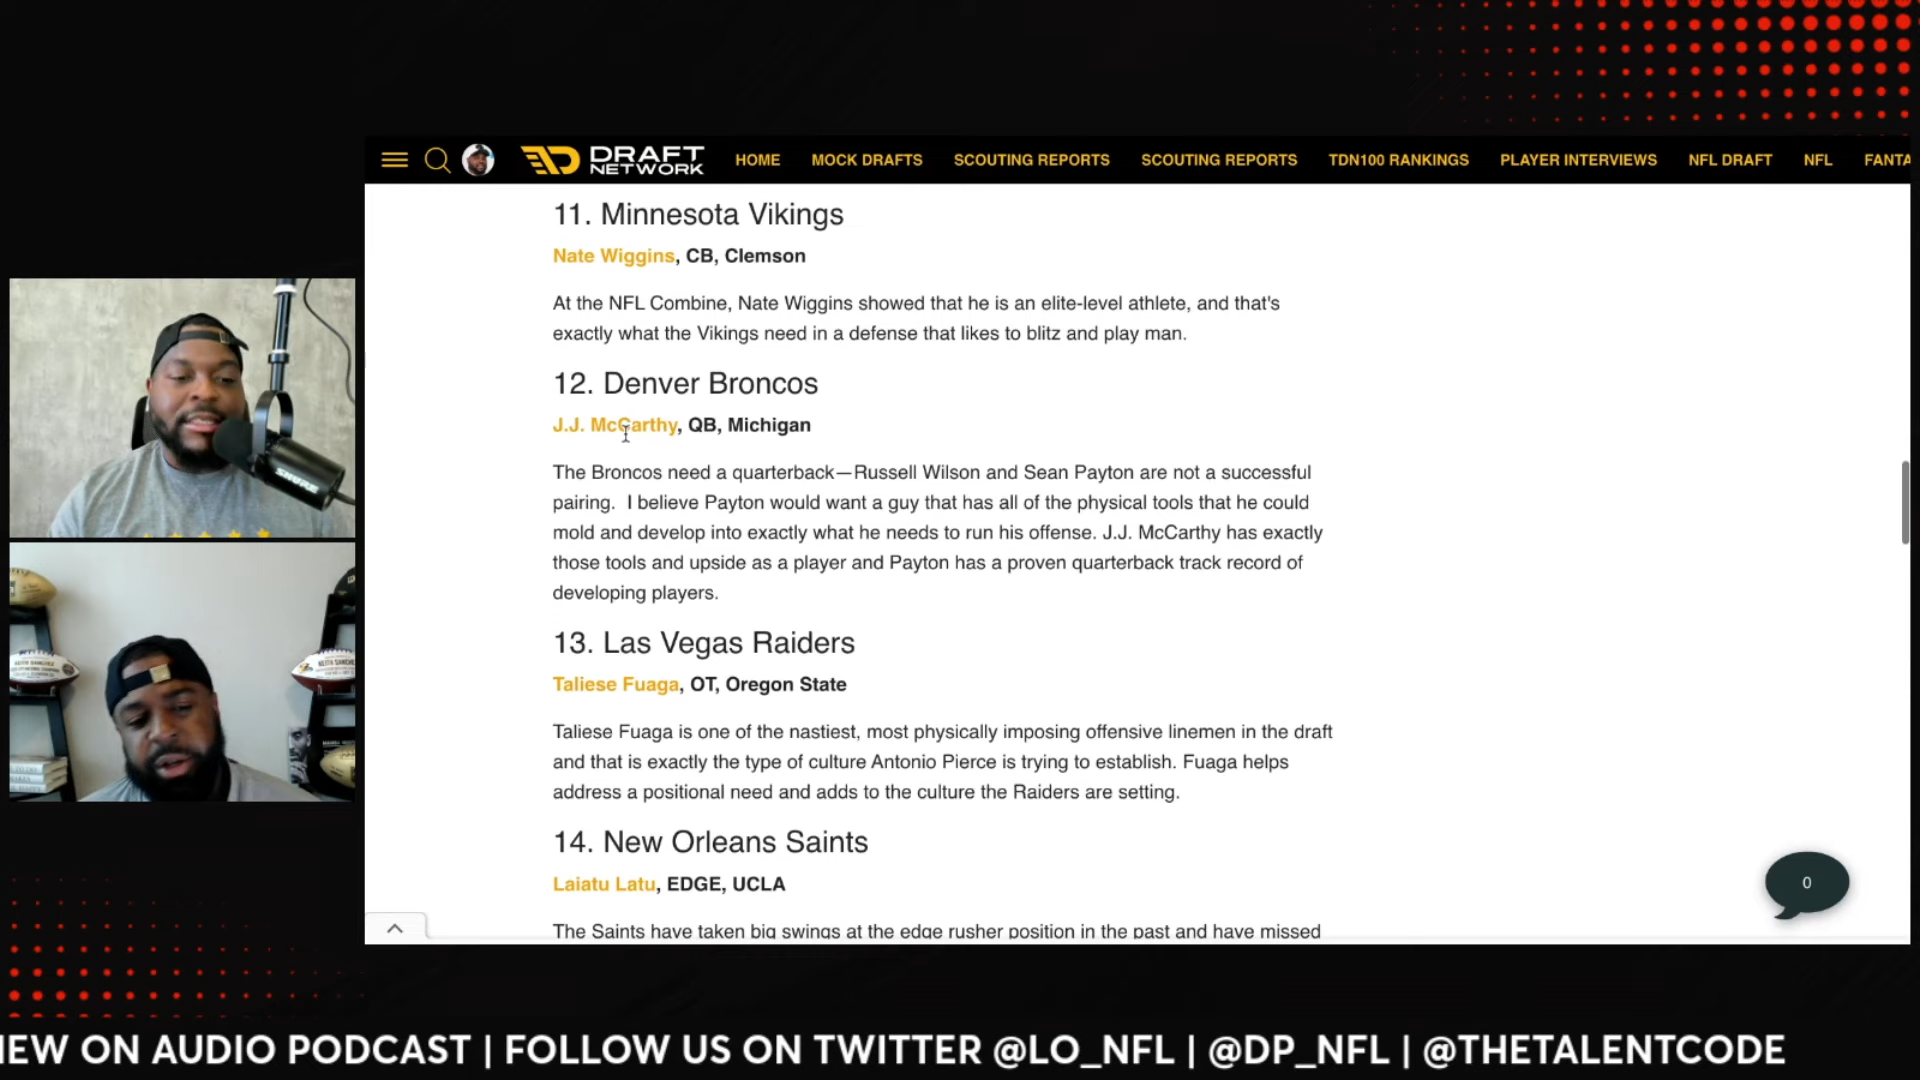 DRAFT
NETWORK
HOME MOCK DRAFTS SCOUTING REPORTS SCOUTING REPORTS TDN100 RANKINGS PLAYER INTERVIEWS NFL DRAFT NFL FANTA
11. Minnesota Vikings
Nate Wiggins, CB, Clemson
At the NFL Combine, Nate Wiggins showed that he is an elite-level athlete, and that's
exactly what the Vikings need in a defense that likes to blitz and play man.
12. Denver Broncos
J.J. McCarthy, QB, Michigan
The Broncos need a quarterback—Russell Wilson and Sean Payton are not a successful
pairing. I believe Payton would want a guy that has all of the physical tools that he could
mold and develop into exactly what he needs to run his offense. J.J. McCarthy has exactly
those tools and upside as a player and Payton has a proven quarterback track record of
developing players.
13. Las Vegas Raiders
Taliese Fuaga, OT, Oregon State
Taliese Fuaga is one of the nastiest, most physically imposing offensive linemen in the draft
and that is exactly the type of culture Antonio Pierce is trying to establish. Fuaga helps
address a positional need and adds to the culture the Raiders are setting.
14. New Orleans Saints
Laiatu Latu, EDGE, UCLA
The Saints have taken big swings at the edge rusher position in the past and have missed
0
SHURE
KEITH SANCHEZ
KEITH SANCHE
IEW ON AUDIO PODCAST | FOLLOW US ON TWITTER @LO_NFL | @DP_NFL | @THETALENTCODE